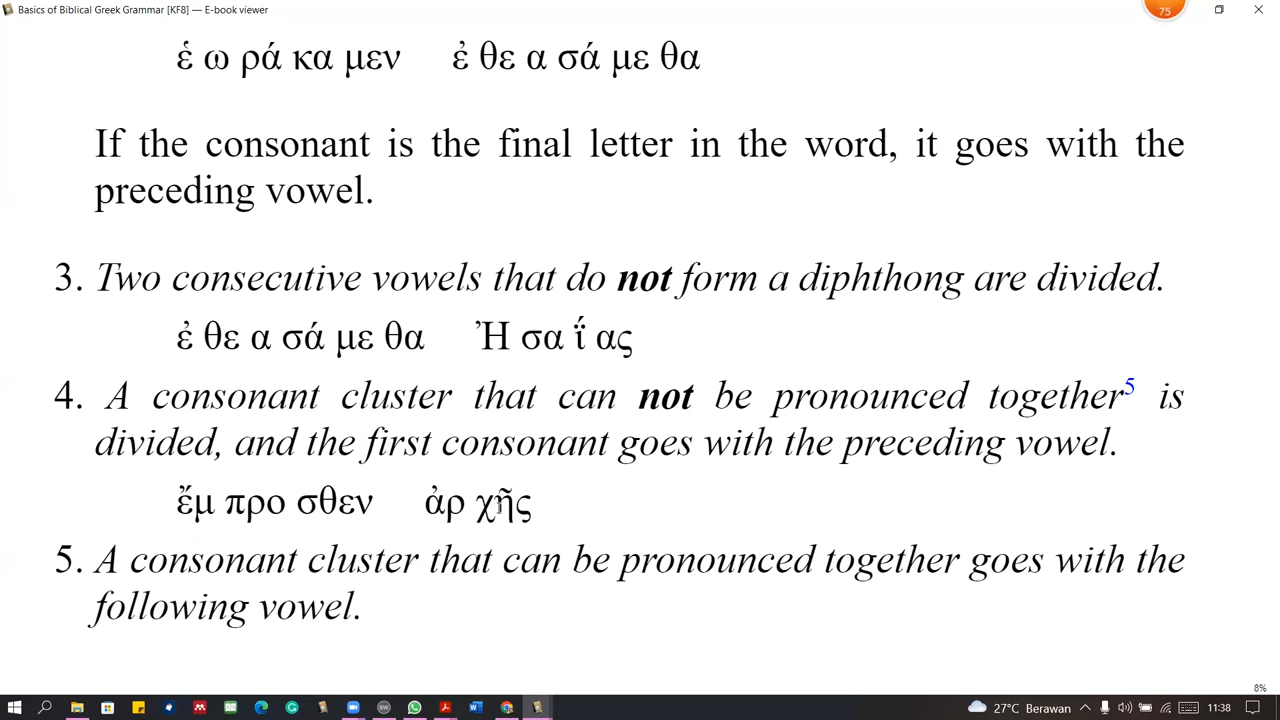 Basics of Biblical Greek Grammar [KF8] — E-book viewer
75
ἑ ω ρά κα μεν ἐ θε α σά με θα
If the consonant is the final letter in the word, it goes with the
preceding vowel.
3. Two consecutive vowels that do not form a diphthong are divided.
ἐ θε α σά με θα Ἠ σα ΐ ας
4. A consonant cluster that can not be pronounced together5 is
divided, and the first consonant goes with the preceding vowel.
ἔμ προ σθεν ἀρ χῆς
5. A consonant cluster that can be pronounced together goes with the
following vowel.
8%
27°C Berawan 11:38